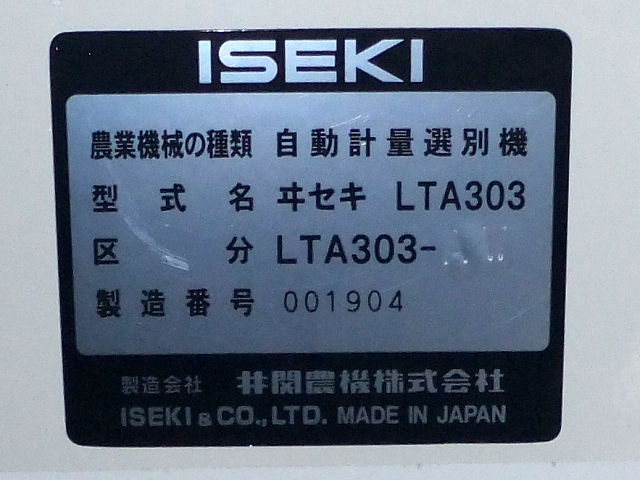 ISEKI
農業機械の種類 自動計量選別機
型式名 ヰセキ LTA303
区分 LTA303-
製造番号 001904
製造会社 井関農機株式会社
ISEKI & CO., LTD. MADE IN JAPAN